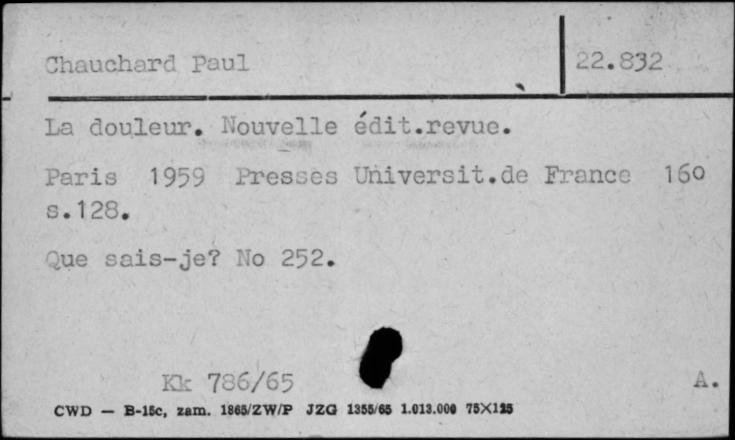 Chauchard Paul 22.832
La douleur. Nouvelle édit.revue.
Paris 1959 Presses Universit.de France 16o
s.128.
Que sais-je? No 252.
Kk 786/65 A.
CWD — B-15c, zam. 1865/ZW/P JZG 1355/65 1.013.000 75X125